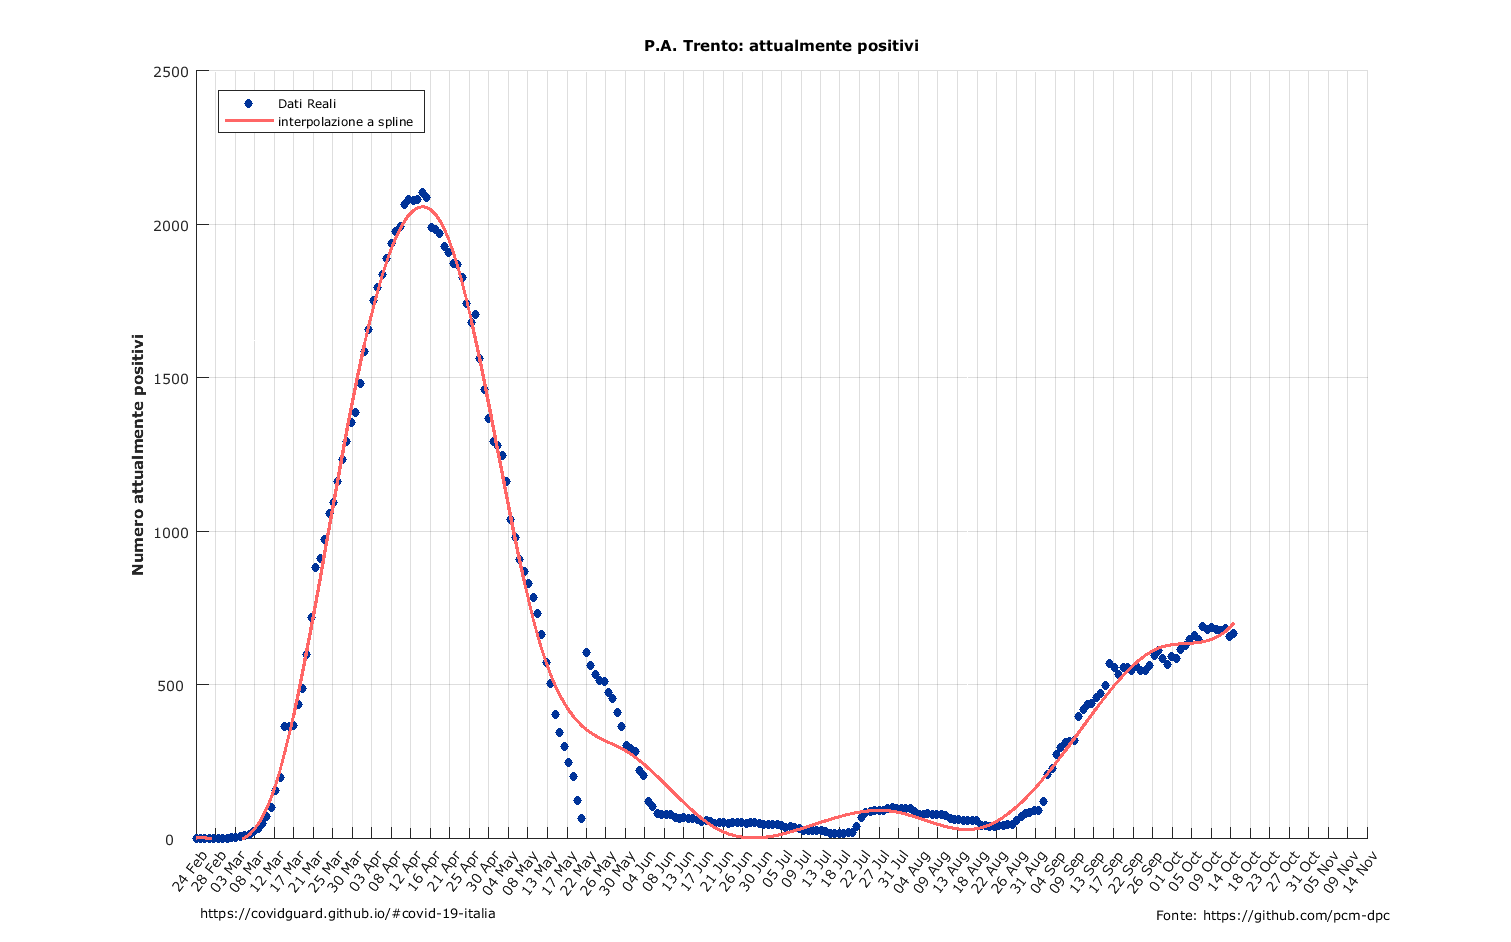 P.A. Trento: attualmente positivi
2500
Dati Reali
interpolazione a spline
2000
1500
1000
500
0
Numero attualmente positivi
24 Feb
28 Feb
03 Mar
08 Mar
12 Mar
17 Mar
21 Mar
25 Mar
30 Mar
03 Apr
08 Apr
12 Apr
16 Apr
21 Apr
25 Apr
30 Apr
04 May
08 May
13 May
17 May
22 May
26 May
30 May
04 Jun
08 Jun
13 Jun
17 Jun
21 Jun
26 Jun
30 Jun
05 Jul
09 Jul
13 Jul
18 Jul
22 Jul
27 Jul
31 Jul
04 Aug
09 Aug
13 Aug
18 Aug
22 Aug
26 Aug
31 Aug
04 Sep
09 Sep
13 Sep
17 Sep
22 Sep
26 Sep
01 Oct
05 Oct
09 Oct
14 Oct
18 Oct
23 Oct
27 Oct
31 Oct
05 Nov
09 Nov
14 Nov
https://covidguard.github.io/#covid-19-italia
Fonte: https://github.com/pcm-dpc